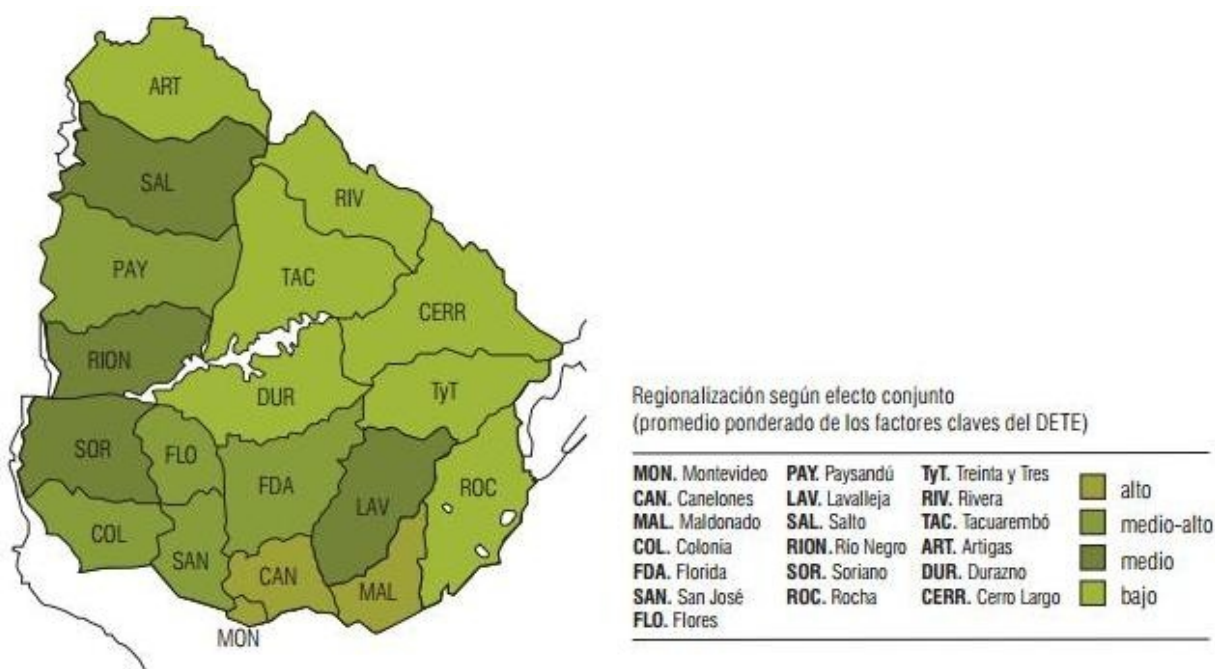 ART
SAL
RIV
PAY
TAC
CERR
RION
DUR
TyT
SOR
FLO
FDA
LAV
ROC
COL
SAN
CAN
MAL
MON
Regionalización según efecto conjunto
(promedio ponderado de los factores claves del DETE)
MON. Montevideo PAY. Paysandú TyT. Treinta y Tres
CAN. Canelones LAV. Lavalleja RIV. Rivera
MAL. Maldonado SAL. Salto TAC. Tacuarembó
COL. Colonia RION. Río Negro ART. Artigas
FDA. Florida SOR. Soriano DUR. Durazno
SAN. San José ROC. Rocha CERR. Cerro Largo
FLO. Flores
alto
medio-alto
medio
bajo